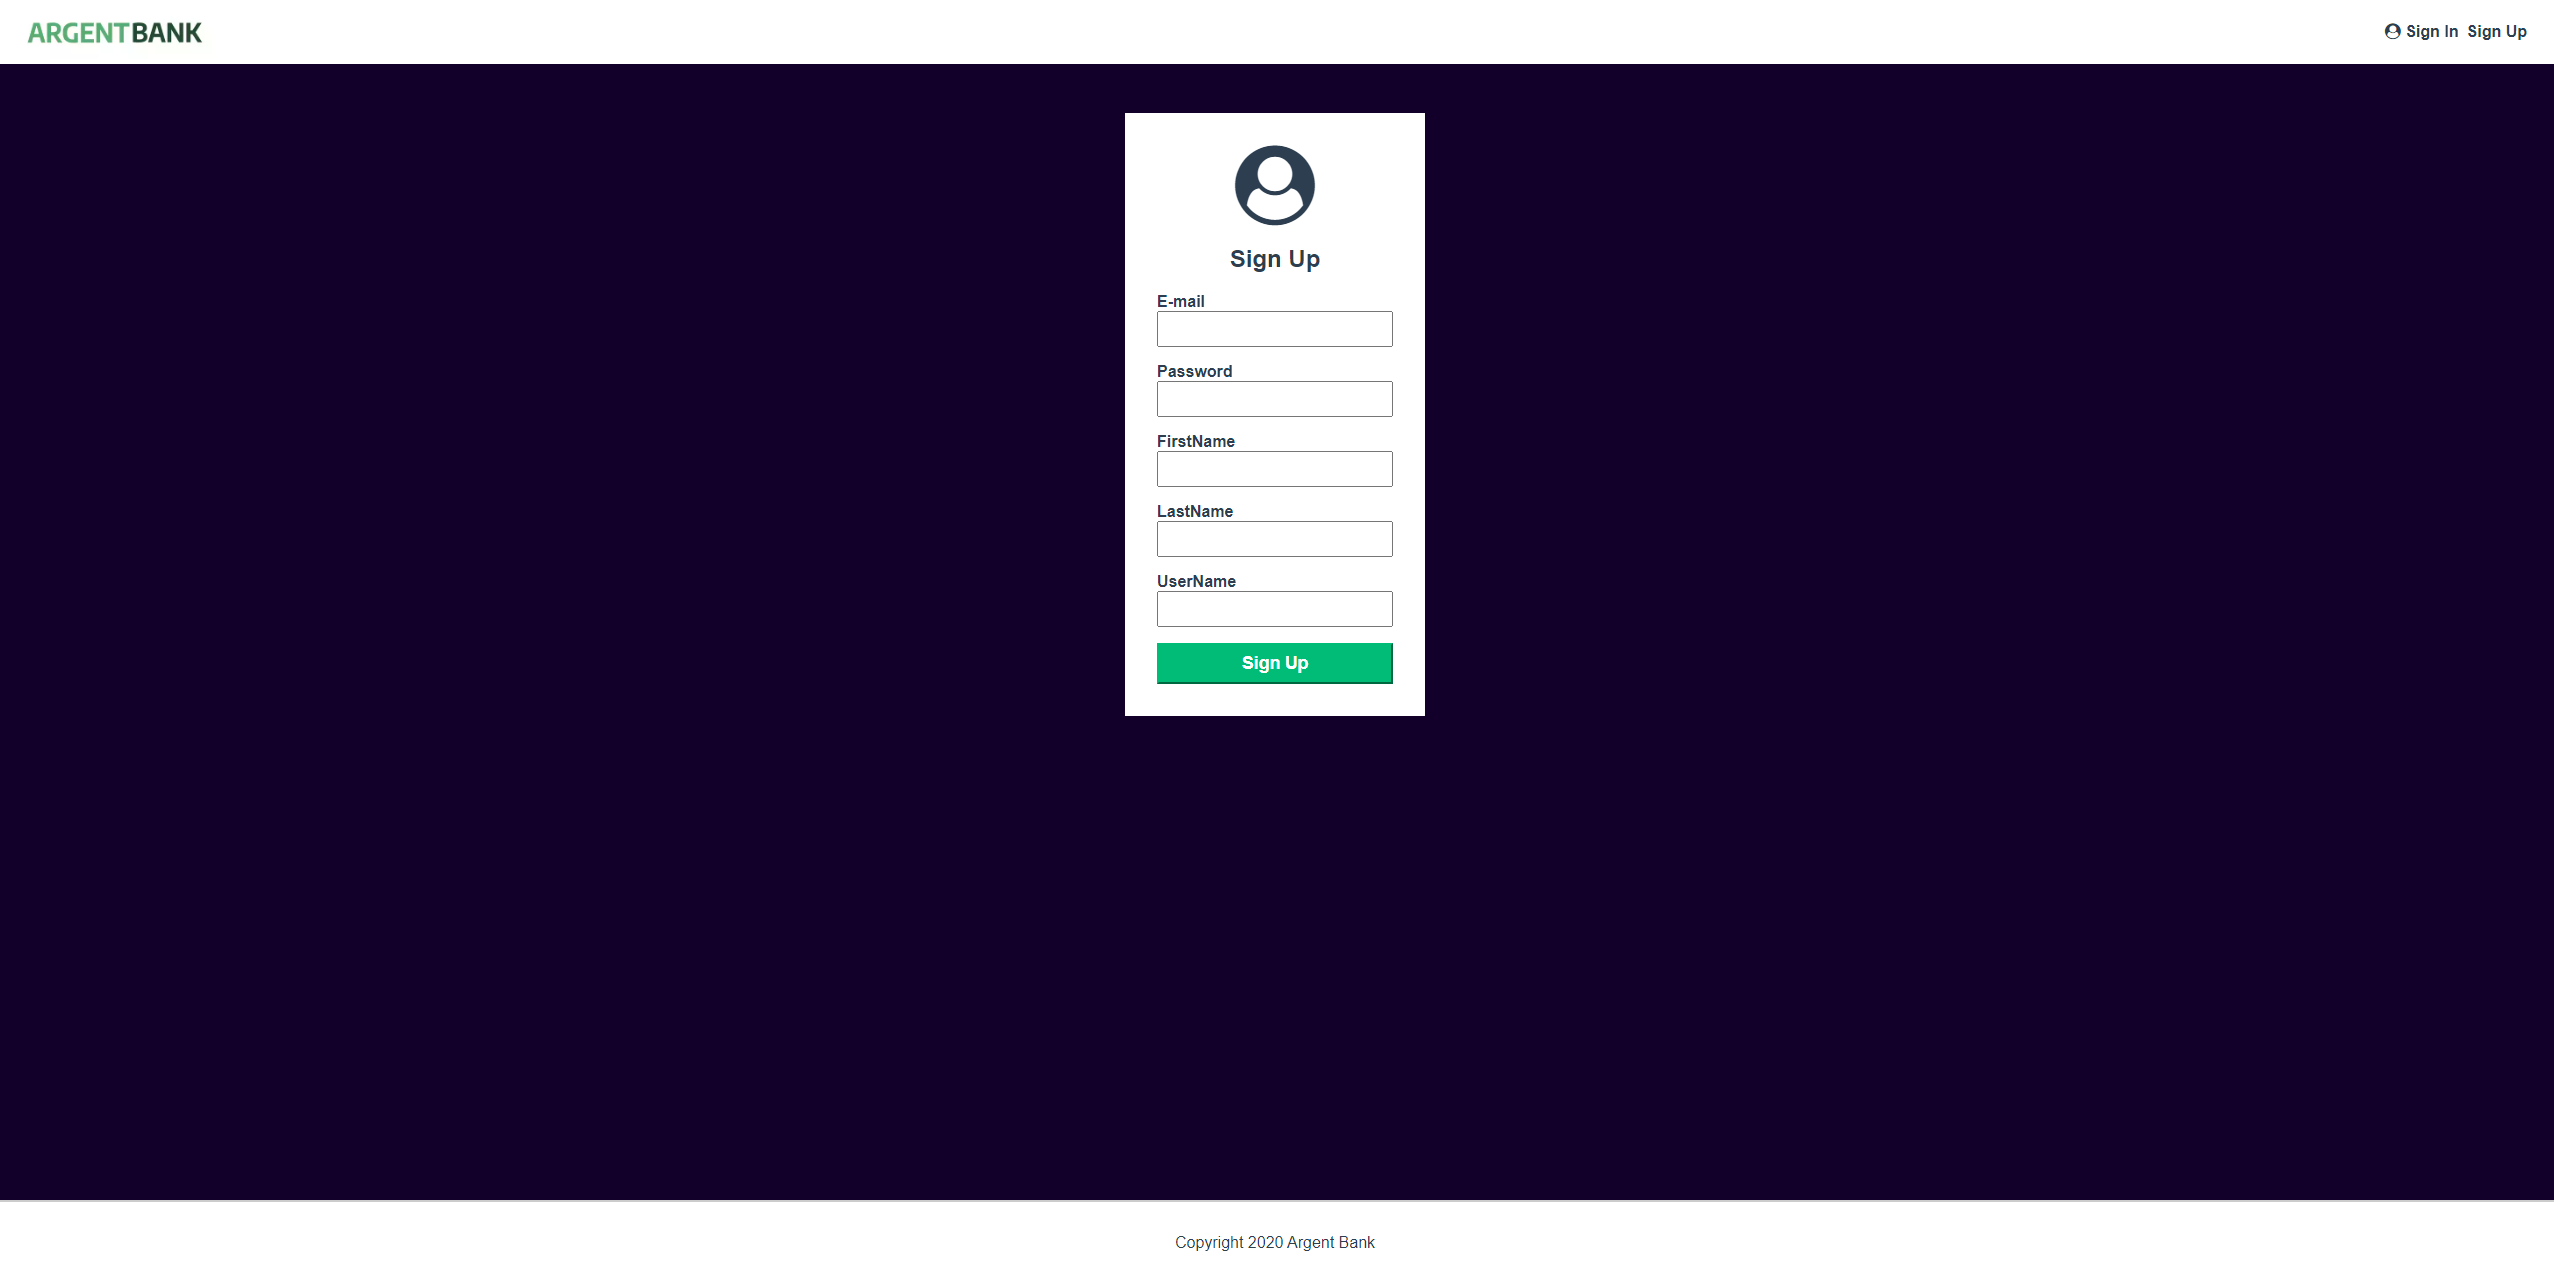 ARGENTBANK
Sign In Sign Up
Sign Up
E-mail
Password
FirstName
LastName
UserName
Sign Up
Copyright 2020 Argent Bank